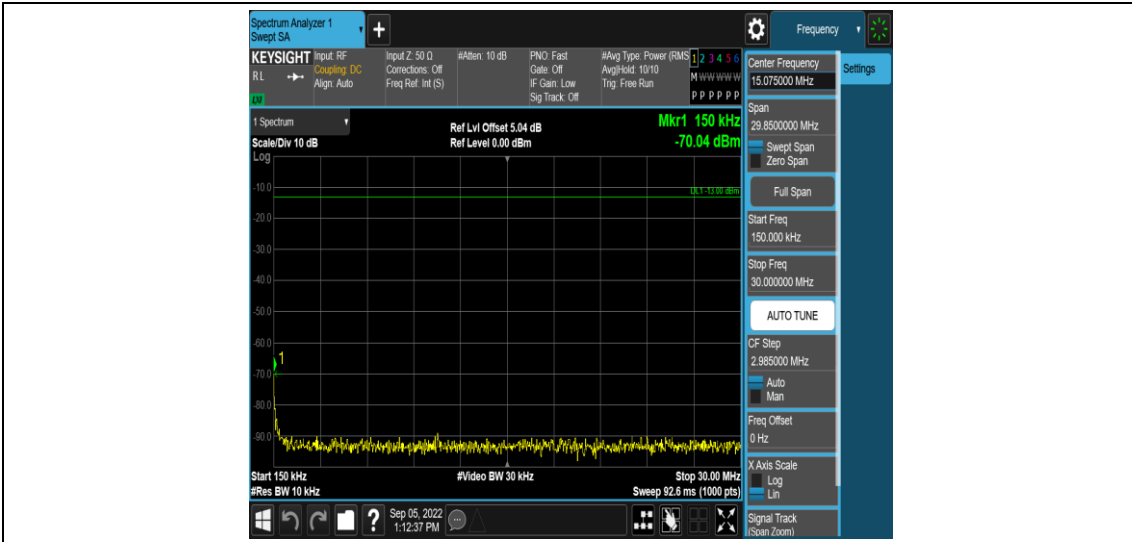 Spectrum Analyzer 1
Swept SA
+
Frequency
KEYSIGHT
Input: RF
Input Z: 50 Ω
#Atten: 10 dB
PNO: Fast
#Avg Type: Power (RMS
1 2 3 4 5 6
R L
Coupling: DC
Corrections: Off
Gate: Off
Avg|Hold: 10/10
M W W W W W
Align: Auto
Freq Ref: Int (S)
IF Gain: Low
Trig: Free Run
Sig Track: Off
P P P P P P
LXI
1 Spectrum
Ref Lvl Offset 5.04 dB
Mkr1 150 kHz
Scale/Div 10 dB
Ref Level 0.00 dBm
-70.04 dBm
Log
DL1 -13.00 dBm
-10.0
-20.0
-30.0
-40.0
-50.0
-60.0
1
-70.0
-80.0
-90.0
Start 150 kHz
#Video BW 30 kHz
Stop 30.00 MHz
#Res BW 10 kHz
Sweep 92.6 ms (1000 pts)
?
Sep 05, 2022
1:12:37 PM
Center Frequency
15.075000 MHz
Settings
Span
29.8500000 MHz
Swept Span
Zero Span
Full Span
Start Freq
150.000 kHz
Stop Freq
30.000000 MHz
AUTO TUNE
CF Step
2.985000 MHz
Auto
Man
Freq Offset
0 Hz
X Axis Scale
Log
Lin
Signal Track
(Span Zoom)